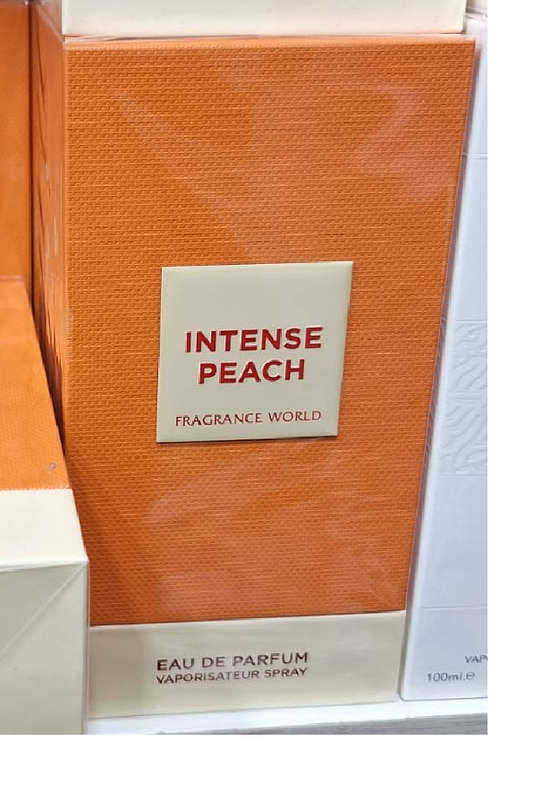 INTENSE
PEACH
FRAGRANCE WORLD
EAU DE PARFUM
VAPORISATEUR SPRAY
100ml.e